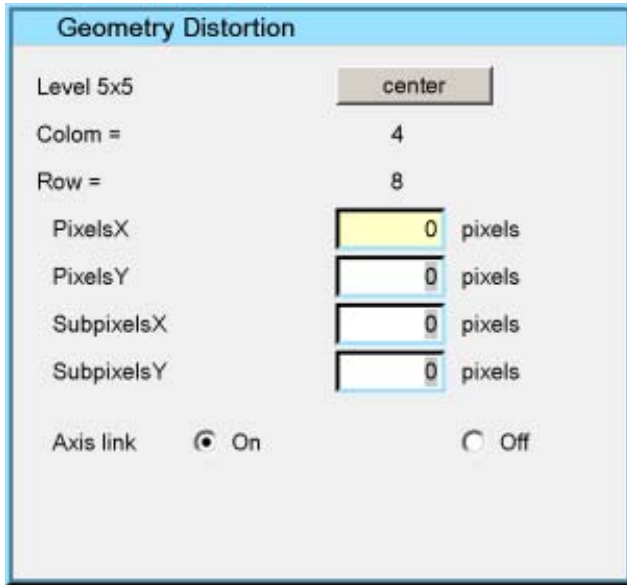 Geometry Distortion
Level 5x5 center
Colom = 4
Row = 8
PixelsX 0 pixels
PixelsY 0 pixels
SubpixelsX 0 pixels
SubpixelsY 0 pixels
Axis link On Off